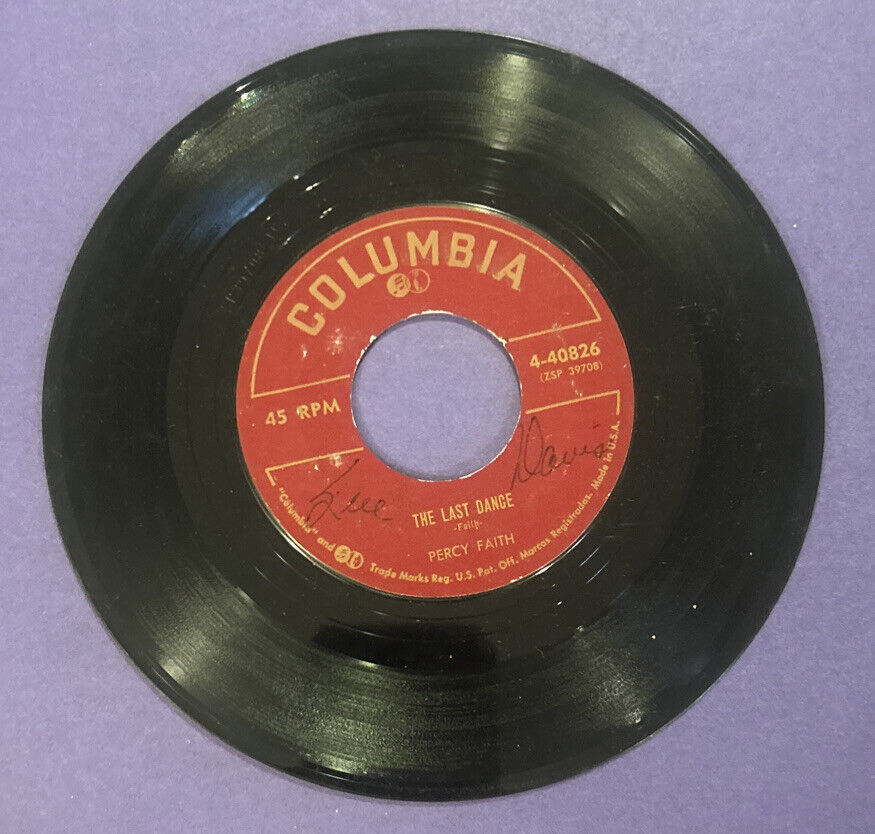 COLUMBIA
4-40826
(ZSP 39708)
45 RPM
Davis
THE LAST DANCE
-Faith-
PERCY FAITH
"Columbia" and Trade Marks Reg. U.S. Pat. Off. Marcas Registradas. Made in U.S.A.